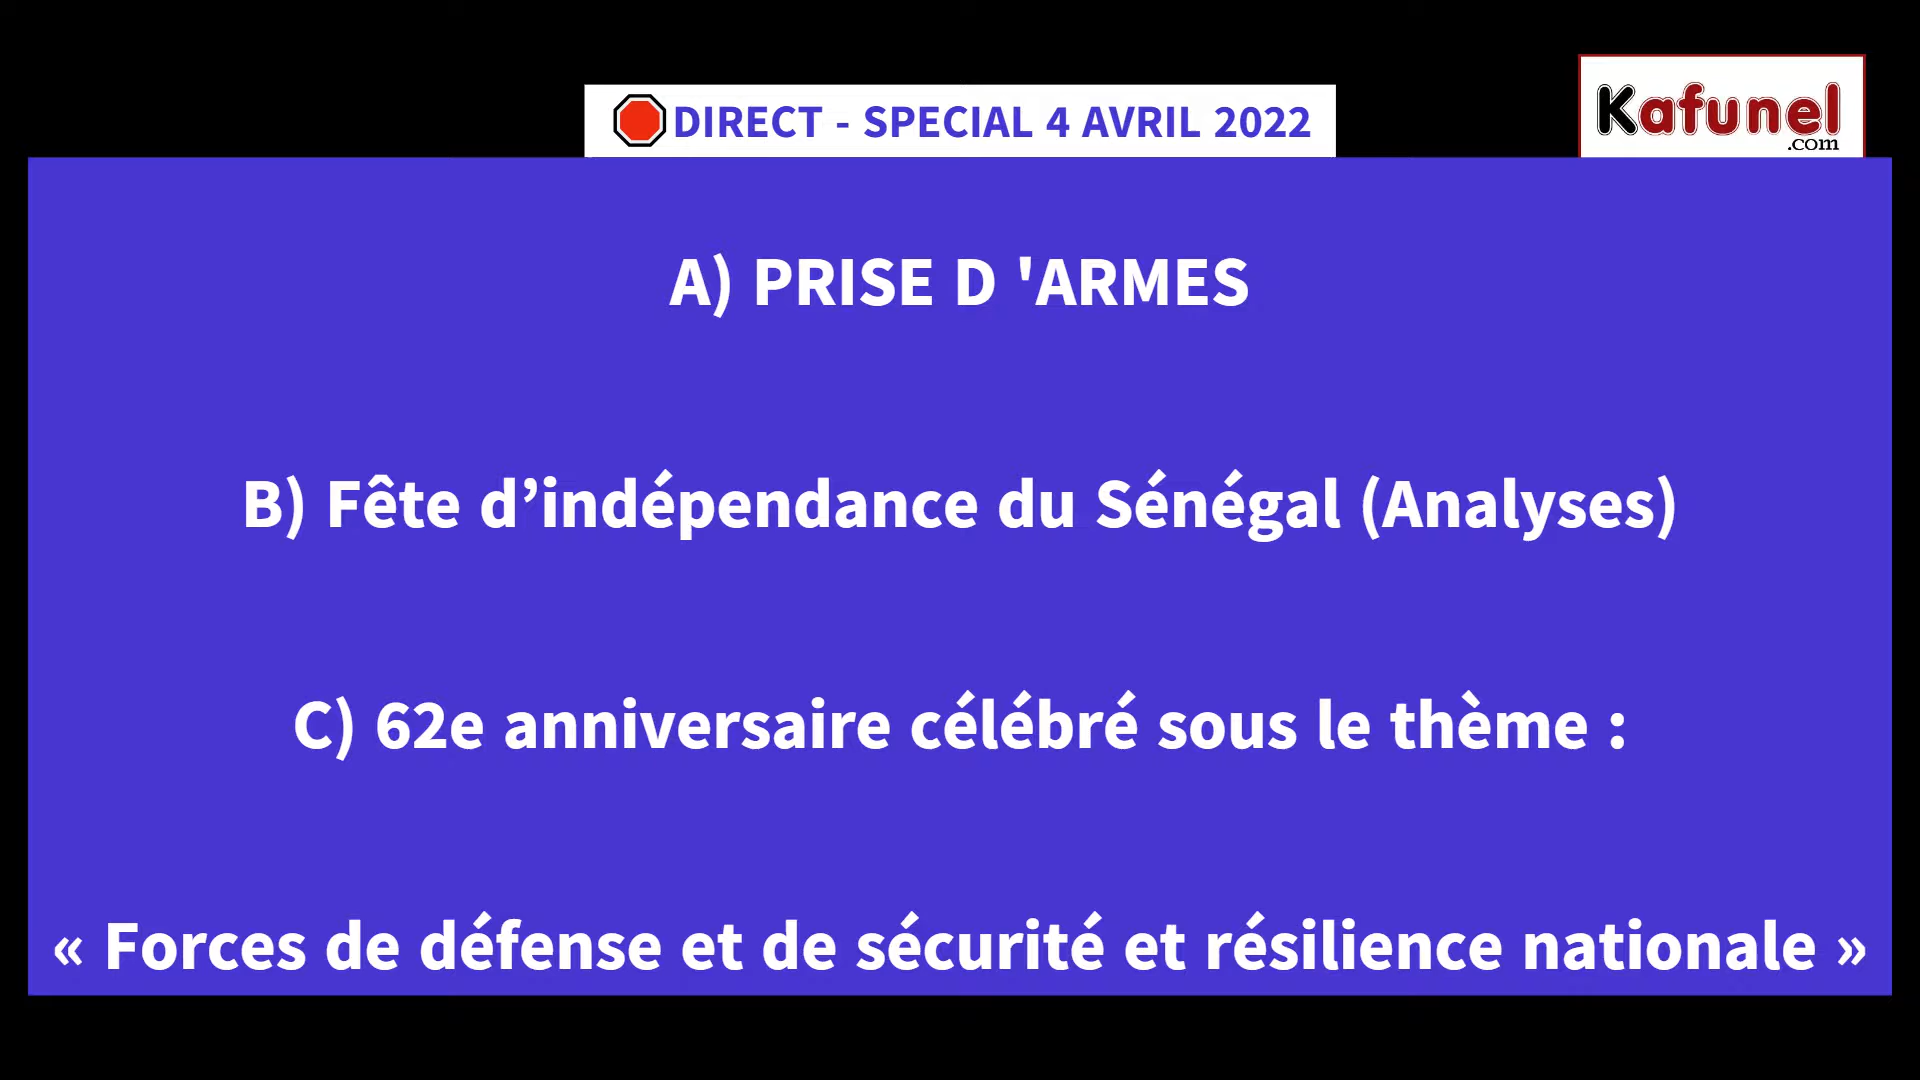 DIRECT - SPECIAL 4 AVRIL 2022
Kafunel
.com
A) PRISE D 'ARMES
B) Fête d’indépendance du Sénégal (Analyses)
C) 62e anniversaire célébré sous le thème :
« Forces de défense et de sécurité et résilience nationale »